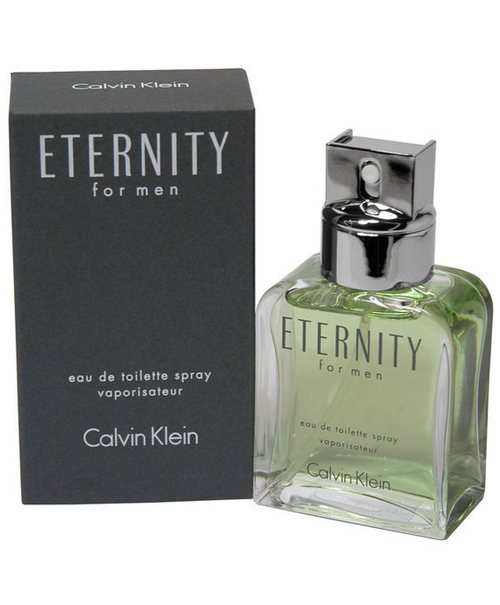 Calvin Klein
ETERNITY
for men
eau de toilette spray
vaporisateur
Calvin Klein
ETERNITY
for men
eau de toilette spray
vaporisateur
Calvin Klein